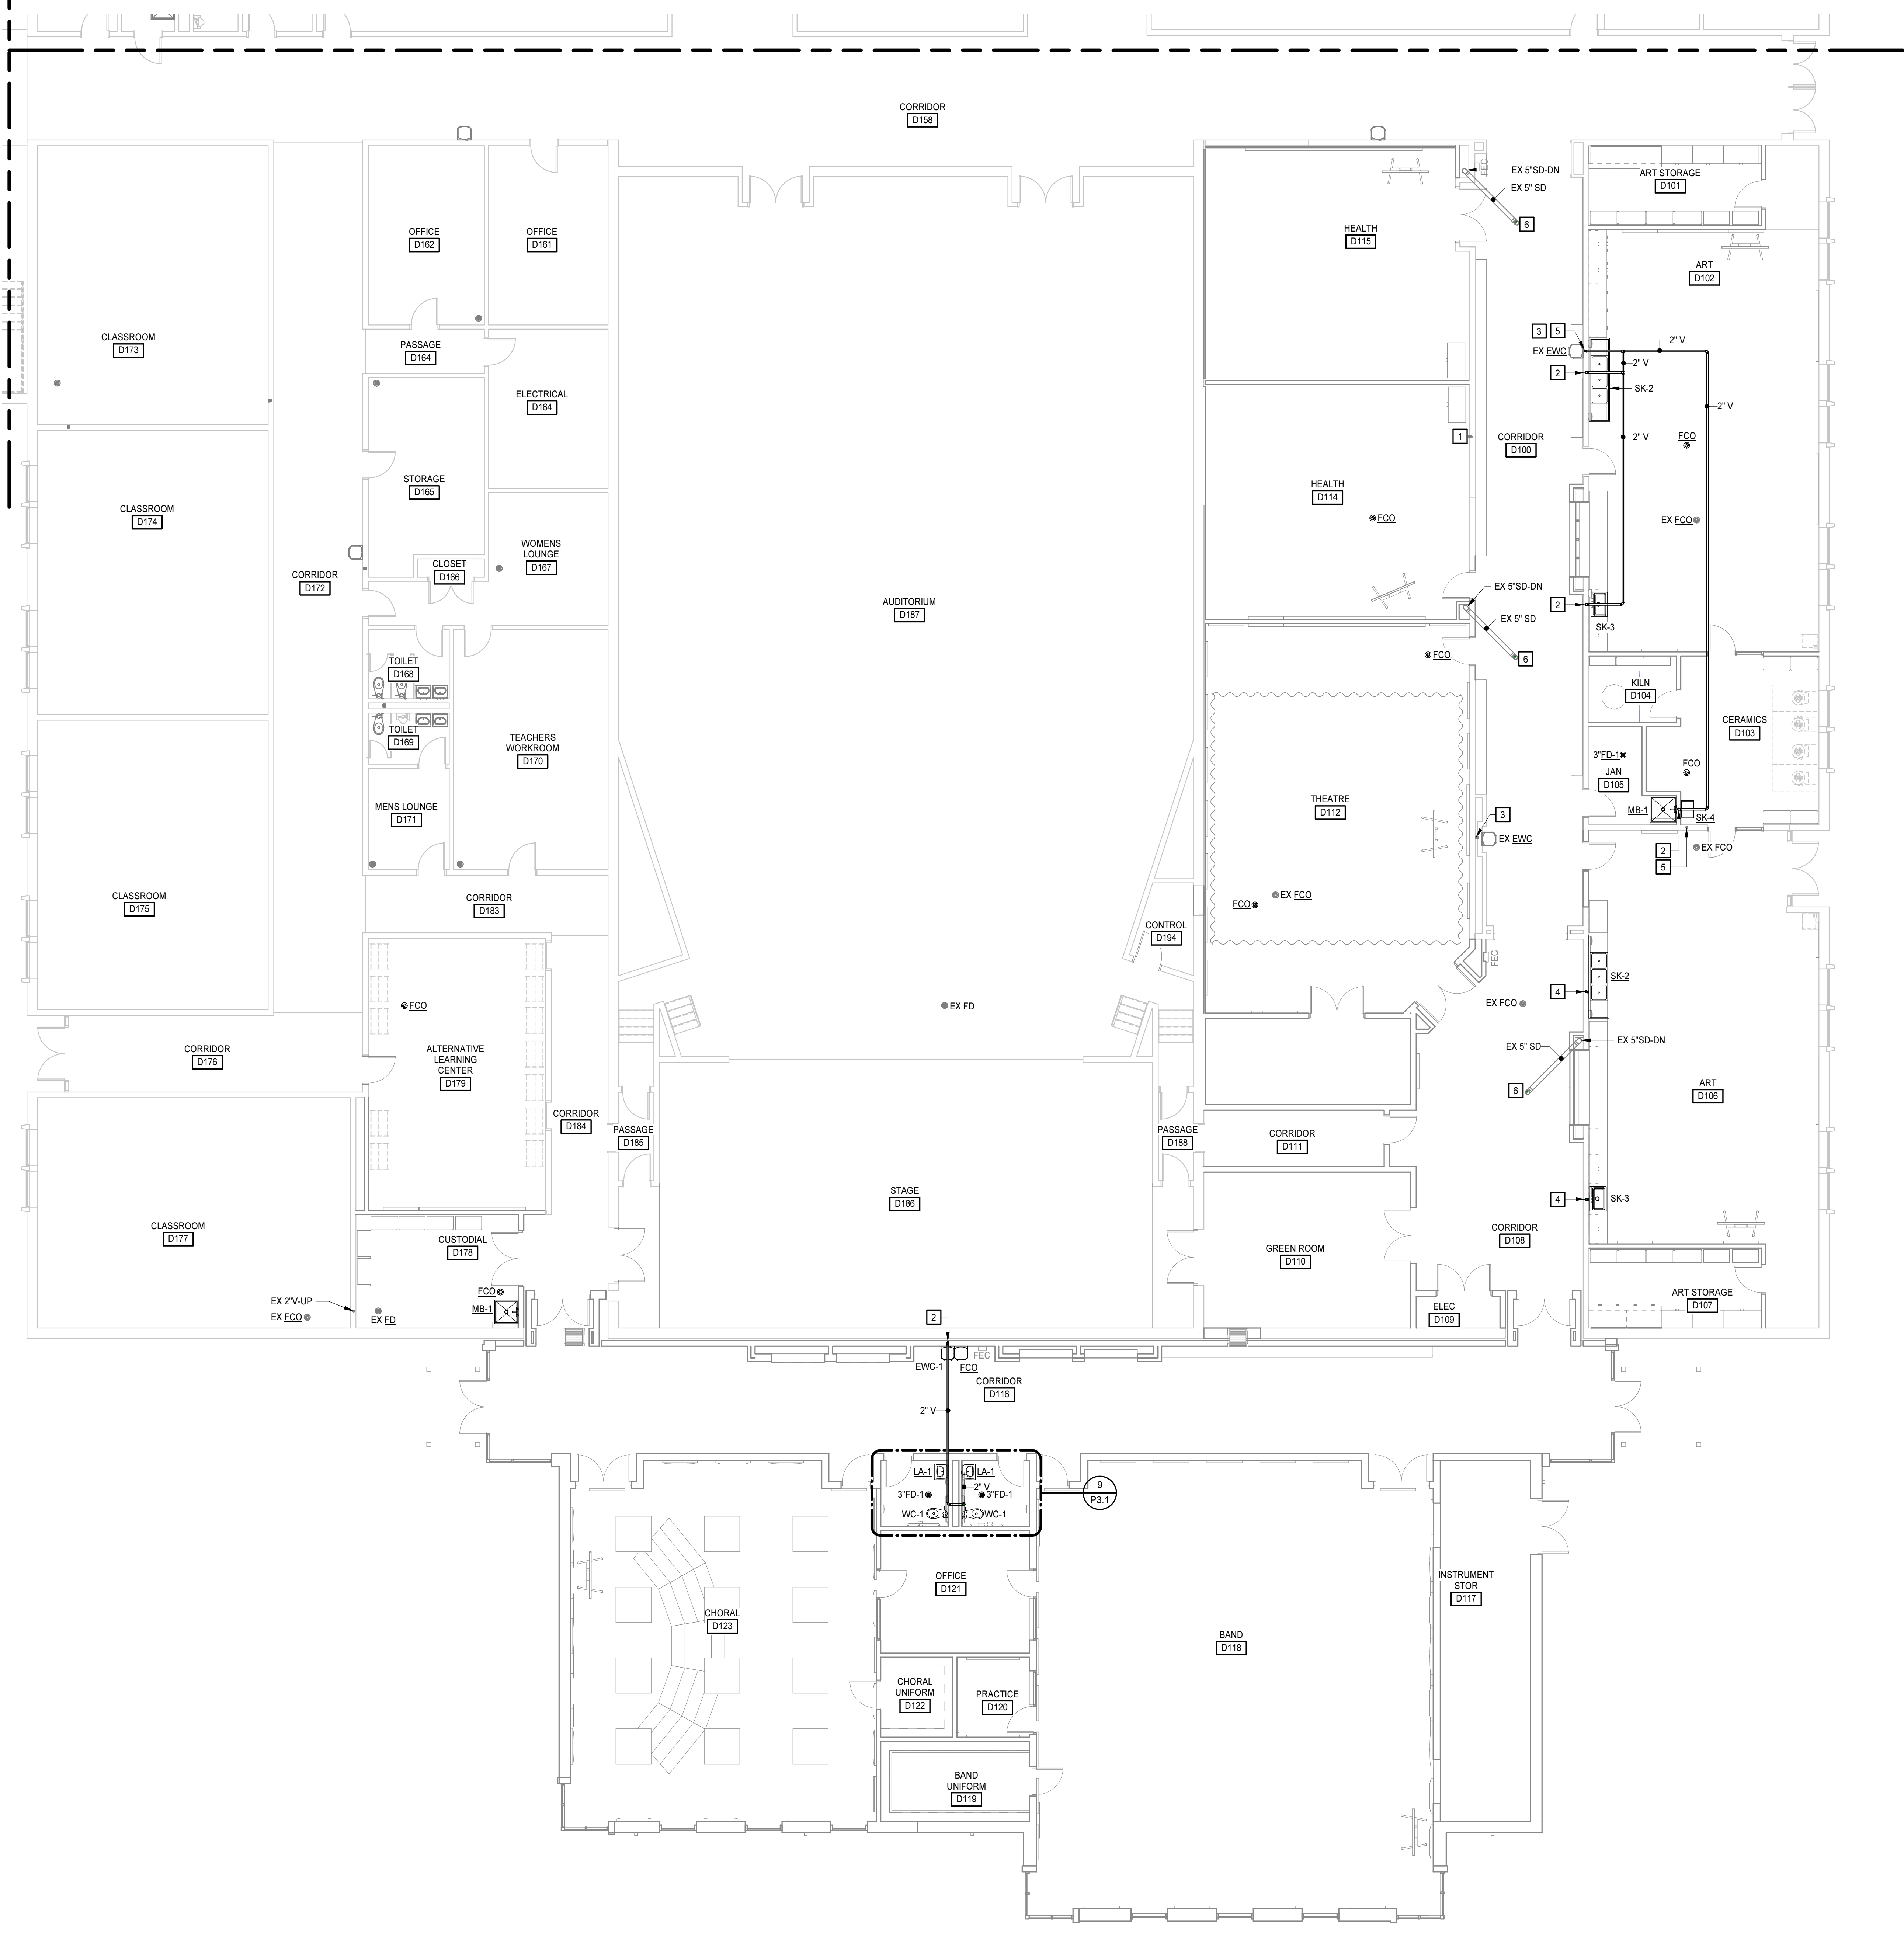 CORRIDOR
D158
FEC
EX 5"SD-DN
EX 5" SD
6
ART STORAGE
D101
OFFICE
D162
OFFICE
D161
HEALTH
D115
ART
D102
CLASSROOM
D173
PASSAGE
D164
3
5
EX EWC
2" V
2" V
2
SK-2
ELECTRICAL
D164
2" V
2" V
FCO
1
CORRIDOR
D100
STORAGE
D165
HEALTH
D114
CLASSROOM
D174
FCO
EX FCO
WOMENS
LOUNGE
D167
CLOSET
D166
CORRIDOR
D172
AUDITORIUM
D187
EX 5"SD-DN
EX 5" SD
2
SK-3
FCO
6
TOILET
D168
TOILET
D169
TEACHERS
WORKROOM
D170
KILN
D104
CERAMICS
D103
3"FD-1
JAN
D105
FCO
MENS LOUNGE
D171
THEATRE
D112
3
EX EWC
MB-1
SK-4
2
5
EX FCO
CLASSROOM
D175
CORRIDOR
D183
EX FCO
FCO
CONTROL
D194
FEC
SK-2
4
FCO
EX FD
EX FCO
CORRIDOR
D176
ALTERNATIVE
LEARNING
CENTER
D179
EX 5" SD
EX 5"SD-DN
6
ART
D106
CORRIDOR
D184
PASSAGE
D185
PASSAGE
D188
CORRIDOR
D111
STAGE
D186
4
SK-3
CLASSROOM
D177
CUSTODIAL
D178
GREEN ROOM
D110
CORRIDOR
D108
EX 2"V-UP
EX FCO
EX FD
FCO
MB-1
2
ELEC
D109
ART STORAGE
D107
EWC-1
FCO
FEC
CORRIDOR
D116
2" V
LA-1
LA-1
2" V
3"FD-1
3"FD-1
WC-1
WC-1
9
P3.1
OFFICE
D121
INSTRUMENT
STOR
D117
CHORAL
D123
BAND
D118
CHORAL
UNIFORM
D122
PRACTICE
D120
BAND
UNIFORM
D119